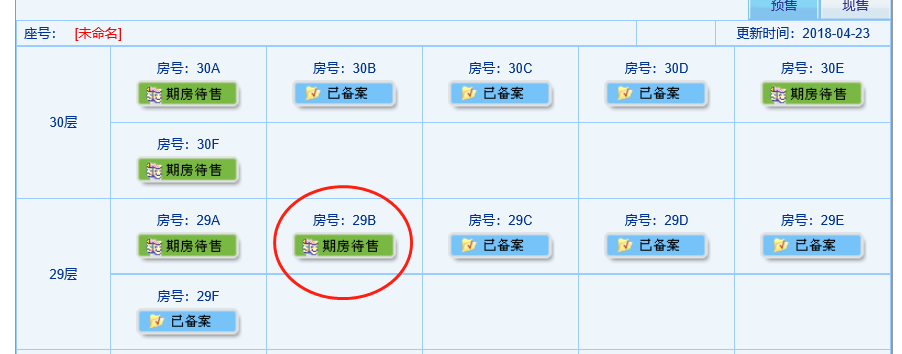 预售 现售
座号： [未命名] 更新时间：2018-04-23
房号：30A 房号：30B 房号：30C 房号：30D 房号：30E
期房待售 已备案 已备案 已备案 期房待售
30层
房号：30F
期房待售
房号：29A 房号：29B 房号：29C 房号：29D 房号：29E
期房待售 期房待售 已备案 已备案 已备案
29层
房号：29F
已备案